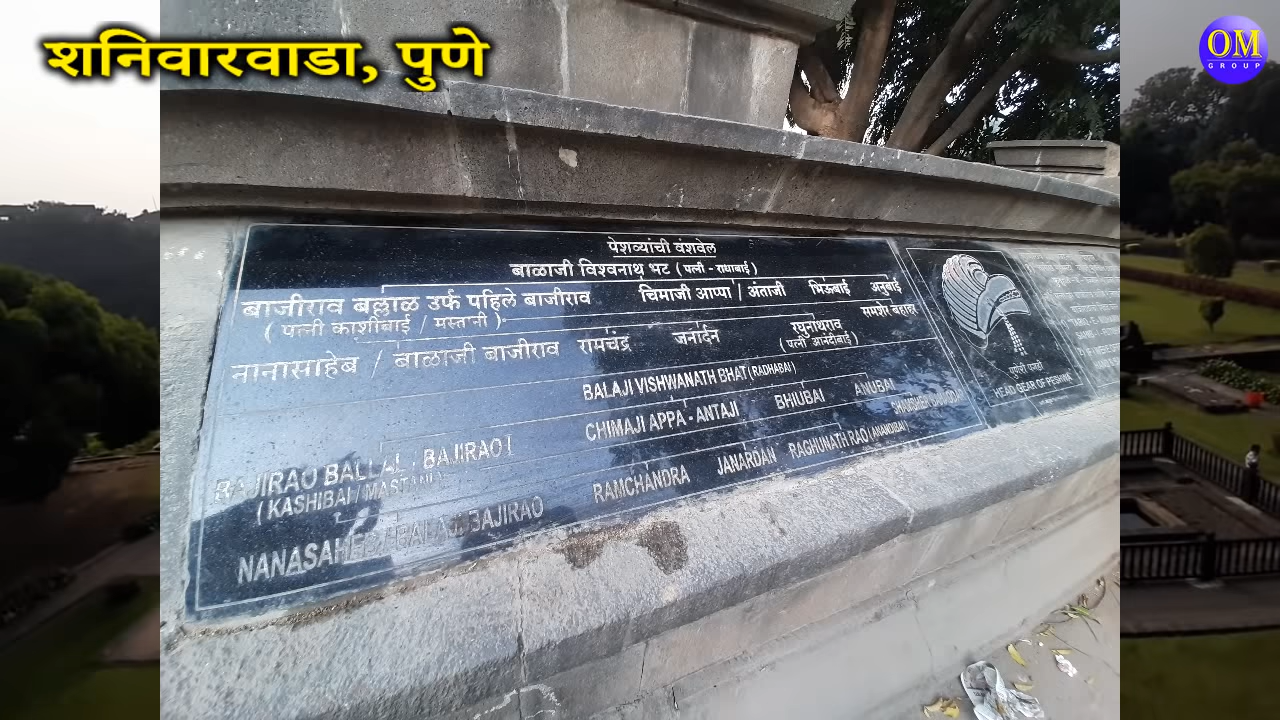 शनिवारवाडा, पुणे
OM
GROUP
पेशव्यांची वंशवेल
बाळाजी विश्वनाथ भट ( पत्नी - राधाबाई )
बाजीराव बल्लाळ उर्फ पहिले बाजीराव चिमाजी आप्पा / अंताजी भिऊबाई अनुबाई
( पत्नी काशीबाई / मस्तानी ) समशेर बहाद्दर
नानासाहेब / बाळाजी बाजीराव रामचंद्र जनार्दन रघुनाथराव
( पत्नी आनंदीबाई )
BALAJI VISHWANATH BHAT (RADHABAI)
BAJIRAO BALLAL, BAJIRAO I CHIMAJI APPA - ANTAJI BHIUBAI ANUBAI
( KASHIBAI / MASTANI )
NANASAHEB / BALAJI BAJIRAO RAMCHANDRA JANARDAN RAGHUNATH RAO (ANANDIBAI)
पुणेरी पगडी
HEAD GEAR OF PESHWA